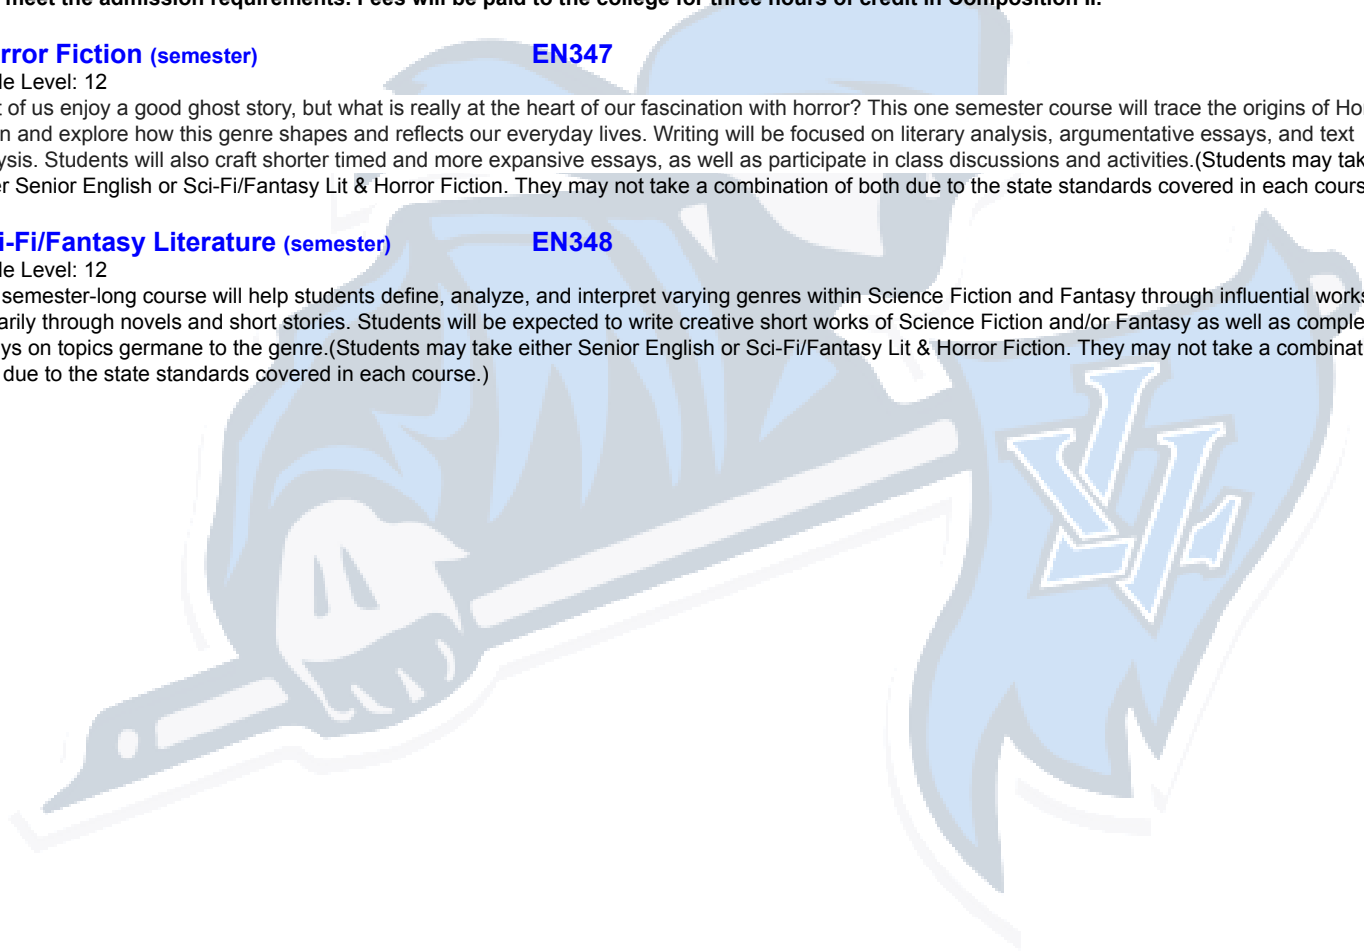 meet the admission requirements. Fees will be paid to the college for three hours of credit in Composition II.
rror Fiction (semester) EN347
de Level: 12
t of us enjoy a good ghost story, but what is really at the heart of our fascination with horror? This one semester course will trace the origins of Ho
n and explore how this genre shapes and reflects our everyday lives. Writing will be focused on literary analysis, argumentative essays, and text
ysis. Students will also craft shorter timed and more expansive essays, as well as participate in class discussions and activities.(Students may tak
er Senior English or Sci-Fi/Fantasy Lit & Horror Fiction. They may not take a combination of both due to the state standards covered in each cours
i-Fi/Fantasy Literature (semester) EN348
de Level: 12
semester-long course will help students define, analyze, and interpret varying genres within Science Fiction and Fantasy through influential works
arily through novels and short stories. Students will be expected to write creative short works of Science Fiction and/or Fantasy as well as comple
ys on topics germane to the genre.(Students may take either Senior English or Sci-Fi/Fantasy Lit & Horror Fiction. They may not take a combinati
due to the state standards covered in each course.)